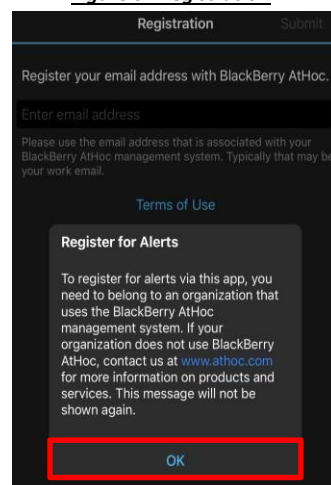 Registration
Submit
Register your email address with BlackBerry AtHoc.
Enter email address
Please use the email address that is associated with your
BlackBerry AtHoc management system. Typically that may be
your work email.
Terms of Use
Register for Alerts
To register for alerts via this app, you
need to belong to an organization that
uses the BlackBerry AtHoc
management system. If your
organization does not use BlackBerry
AtHoc, contact us at www.athoc.com
for more information on products and
services. This message will not be
shown again.
OK